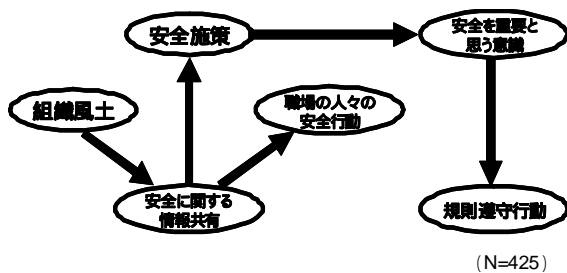 安全施策
安全を重要と
思う意識
組織風土
職場の人々の
安全行動
安全に関する
情報共有
規則遵守行動
(N=425)